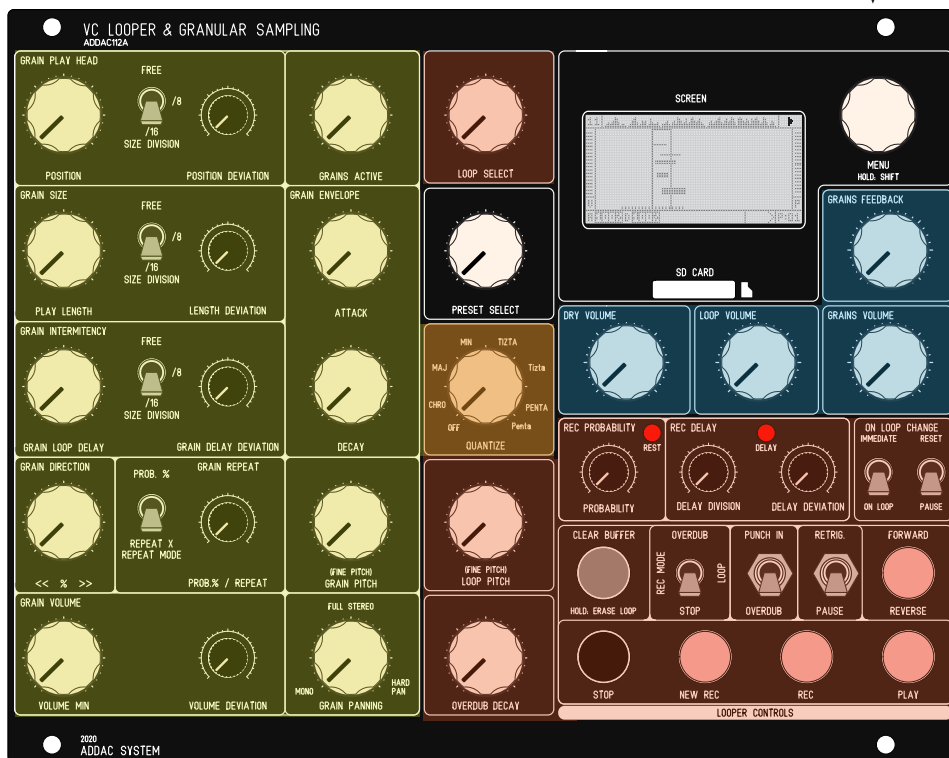 VC LOOPER & GRANULAR SAMPLING
ADDAC112A
GRAIN PLAY HEAD
FREE
/8
/16
SIZE DIVISION
POSITION
POSITION DEVIATION
GRAINS ACTIVE
LOOP SELECT
SCREEN
MENU
HOLD: SHIFT
GRAIN SIZE
FREE
/8
/16
SIZE DIVISION
PLAY LENGTH
LENGTH DEVIATION
GRAIN ENVELOPE
ATTACK
PRESET SELECT
SD CARD
GRAINS FEEDBACK
GRAIN INTERMITENCY
FREE
/8
/16
SIZE DIVISION
GRAIN LOOP DELAY
GRAIN DELAY DEVIATION
DECAY
MIN
TIZTA
MAJ
Tizta
CHRO
PENTA
OFF
Penta
QUANTIZE
DRY VOLUME
LOOP VOLUME
GRAINS VOLUME
REC PROBABILITY
REST
PROBABILITY
REC DELAY
DELAY
DELAY DIVISION
DELAY DEVIATION
ON LOOP CHANGE
IMMEDIATE
RESET
ON LOOP
PAUSE
GRAIN DIRECTION
<< % >>
PROB. %
GRAIN REPEAT
REPEAT X
REPEAT MODE
PROB.% / REPEAT
(FINE PITCH)
GRAIN PITCH
(FINE PITCH)
LOOP PITCH
CLEAR BUFFER
HOLD: ERASE LOOP
OVERDUB
REC MODE
LOOP
STOP
PUNCH IN
OVERDUB
RETRIG.
PAUSE
FORWARD
REVERSE
GRAIN VOLUME
VOLUME MIN
VOLUME DEVIATION
FULL STEREO
MONO
HARD
PAN
GRAIN PANNING
OVERDUB DECAY
STOP
NEW REC
REC
PLAY
LOOPER CONTROLS
2020
ADDAC SYSTEM